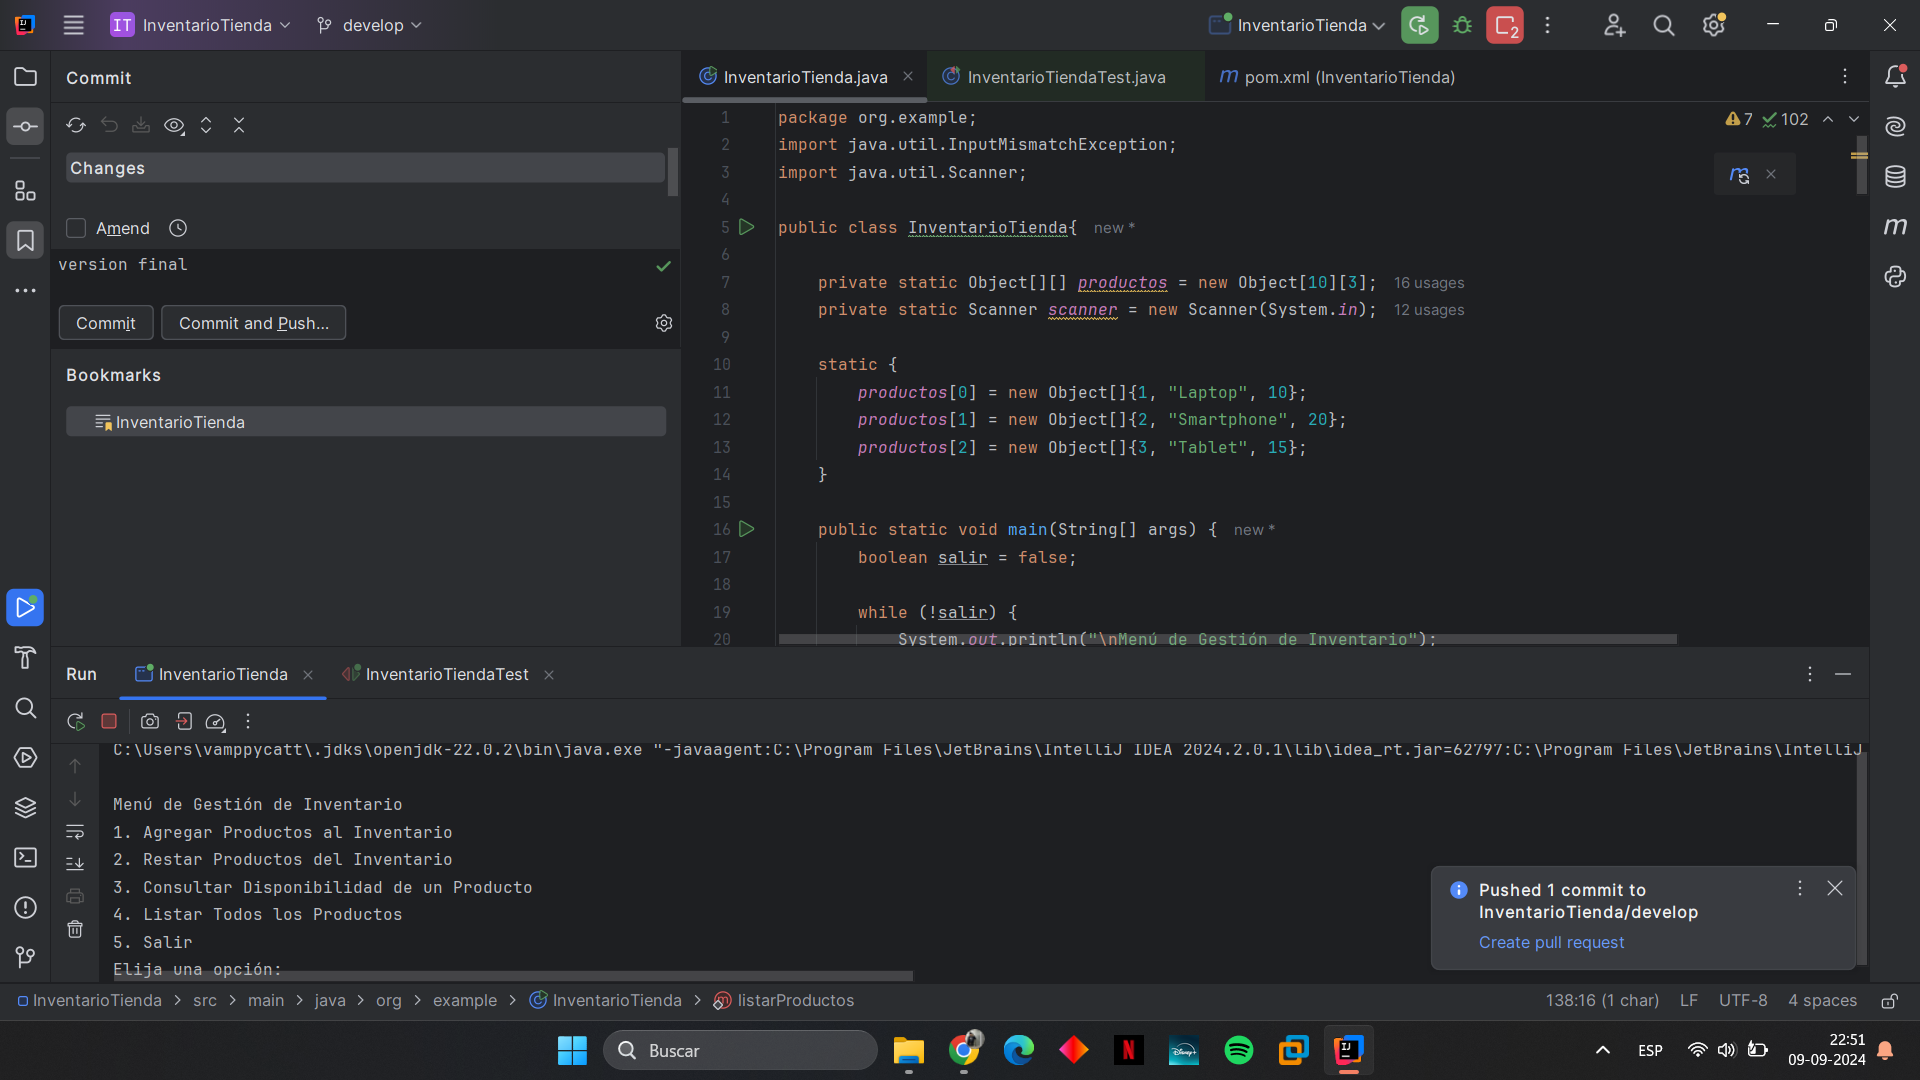 IT InventarioTienda develop InventarioTienda 2
Commit
Changes
Amend
version final
Commit Commit and Push...
Bookmarks
InventarioTienda
InventarioTienda.java InventarioTiendaTest.java m pom.xml (InventarioTienda)
7 102
1 package org.example;
2 import java.util.InputMismatchException;
3 import java.util.Scanner;
4
5 public class InventarioTienda{ new *
6
7 private static Object[][] productos = new Object[10][3]; 16 usages
8 private static Scanner scanner = new Scanner(System.in); 12 usages
9
10 static {
11 productos[0] = new Object[]{1, "Laptop", 10};
12 productos[1] = new Object[]{2, "Smartphone", 20};
13 productos[2] = new Object[]{3, "Tablet", 15};
14 }
15
16 public static void main(String[] args) { new *
17 boolean salir = false;
18
19 while (!salir) {
20 System.out.println("\nMenú de Gestión de Inventario");
Run InventarioTienda InventarioTiendaTest
C:\Users\vamppycatt\.jdks\openjdk-22.0.2\bin\java.exe "-javaagent:C:\Program Files\JetBrains\IntelliJ IDEA 2024.2.0.1\lib\idea_rt.jar=62797:C:\Program Files\JetBrains\IntelliJ
Menú de Gestión de Inventario
1. Agregar Productos al Inventario
2. Restar Productos del Inventario
3. Consultar Disponibilidad de un Producto
4. Listar Todos los Productos
5. Salir
Elija una opción:
Pushed 1 commit to
InventarioTienda/develop
Create pull request
InventarioTienda > src > main > java > org > example > InventarioTienda > listarProductos 138:16 (1 char) LF UTF-8 4 spaces
Buscar
Disney+
ESP
22:51
09-09-2024